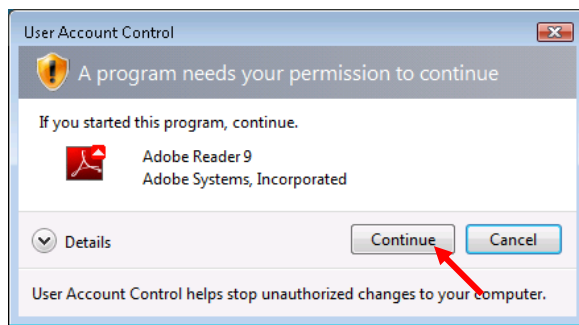 User Account Control
A program needs your permission to continue
If you started this program, continue.
Adobe Reader 9
Adobe Systems, Incorporated
Details
Continue
Cancel
User Account Control helps stop unauthorized changes to your computer.